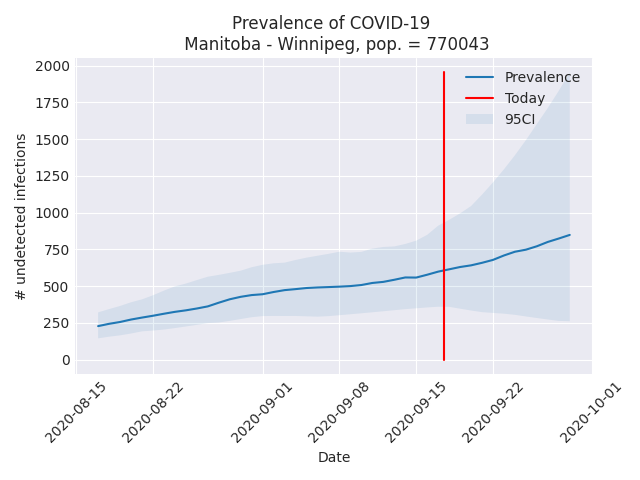 Prevalence of COVID-19
Manitoba - Winnipeg, pop. = 770043
2000
1750
1500
1250
1000
750
500
250
0
# undetected infections
Prevalence
Today
95CI
2020-08-15
2020-08-22
2020-09-01
2020-09-08
2020-09-15
2020-09-22
2020-10-01
Date